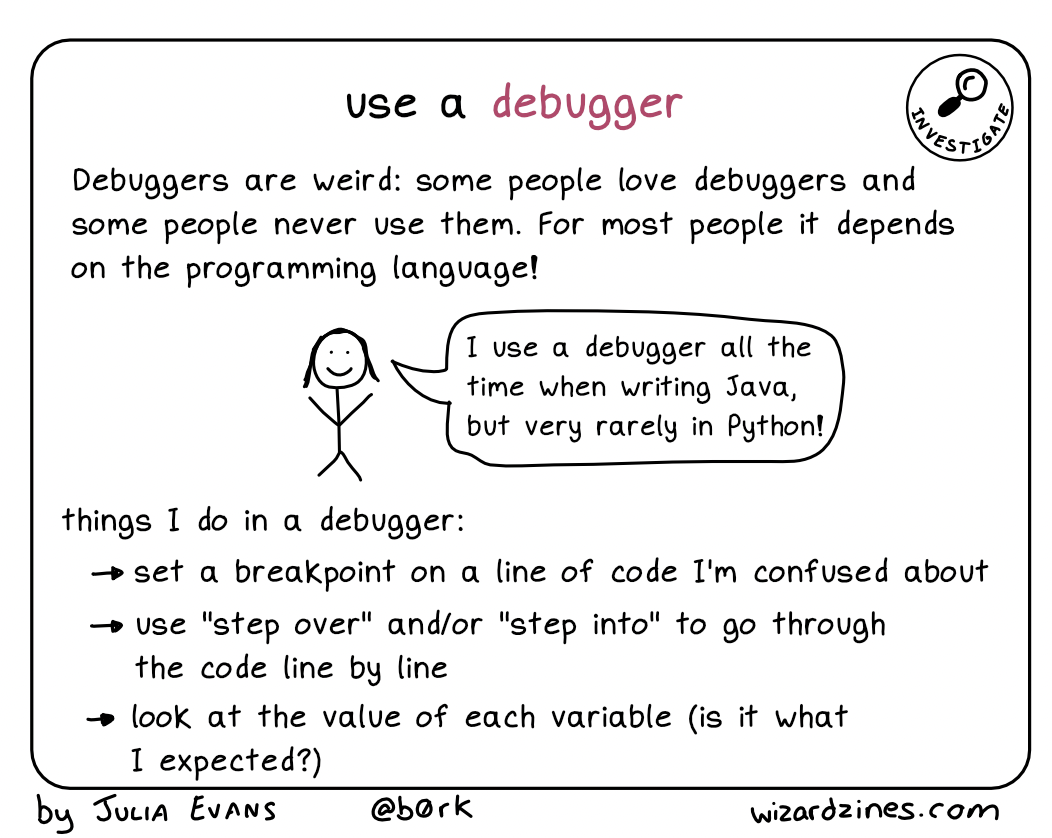 use a debugger
INVESTIGATE
Debuggers are weird: some people love debuggers and
some people never use them. For most people it depends
on the programming language!
I use a debugger all the
time when writing Java,
but very rarely in Python!
things I do in a debugger:
→ set a breakpoint on a line of code I'm confused about
→ use "step over" and/or "step into" to go through
the code line by line
→ look at the value of each variable (is it what
I expected?)
by JULIA EVANS @b0rk wizardzines.com